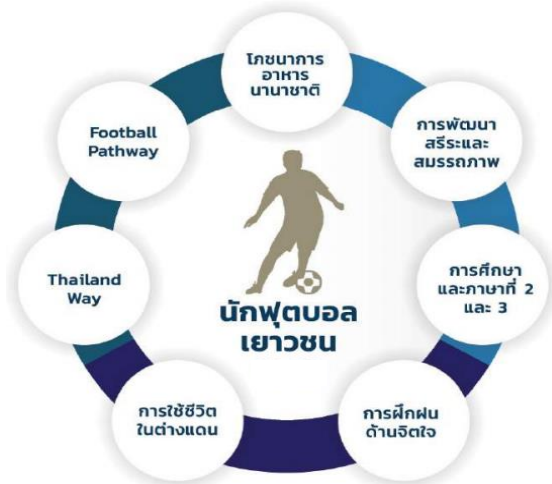 โภชนาการ
อาหาร
นานาชาติ
การพัฒนา
สรีระและ
สมรรถภาพ
การศึกษา
และภาษาที่ 2
และ 3
การฝึกฝน
ด้านจิตใจ
การใช้ชีวิต
ในต่างแดน
Thailand
Way
Football
Pathway
นักฟุตบอล
เยาวชน